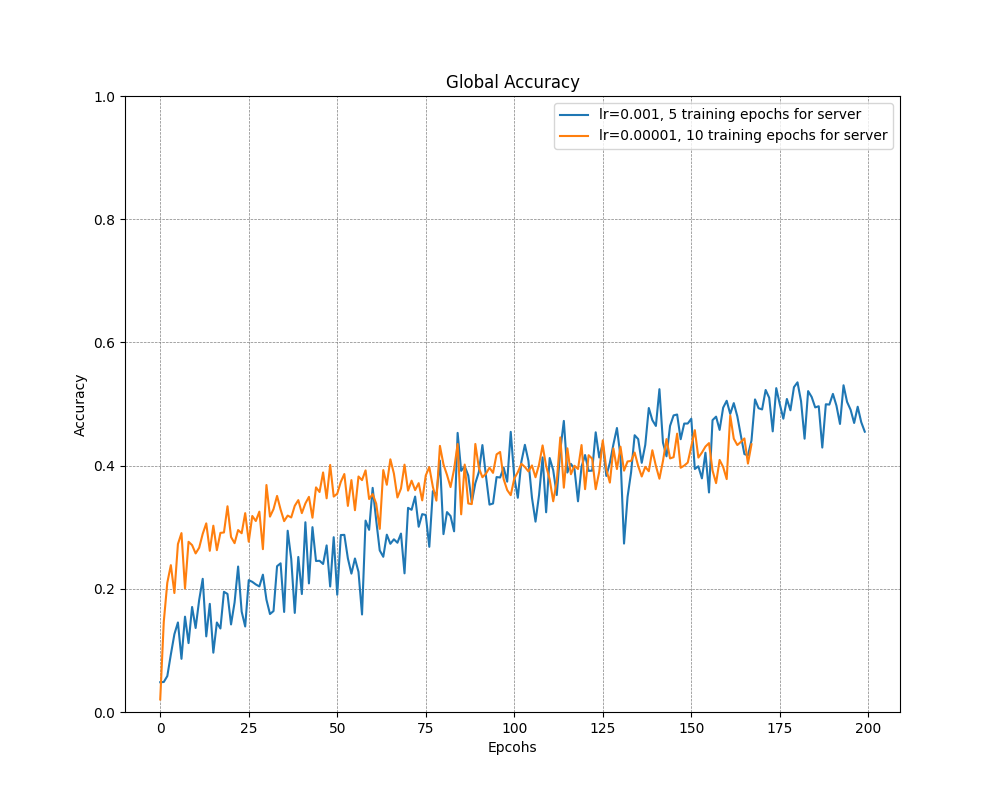 Global Accuracy
lr=0.001, 5 training epochs for server
lr=0.00001, 10 training epochs for server
Accuracy
1.0
0.8
0.6
0.4
0.2
0.0
0 25 50 75 100 125 150 175 200
Epcohs